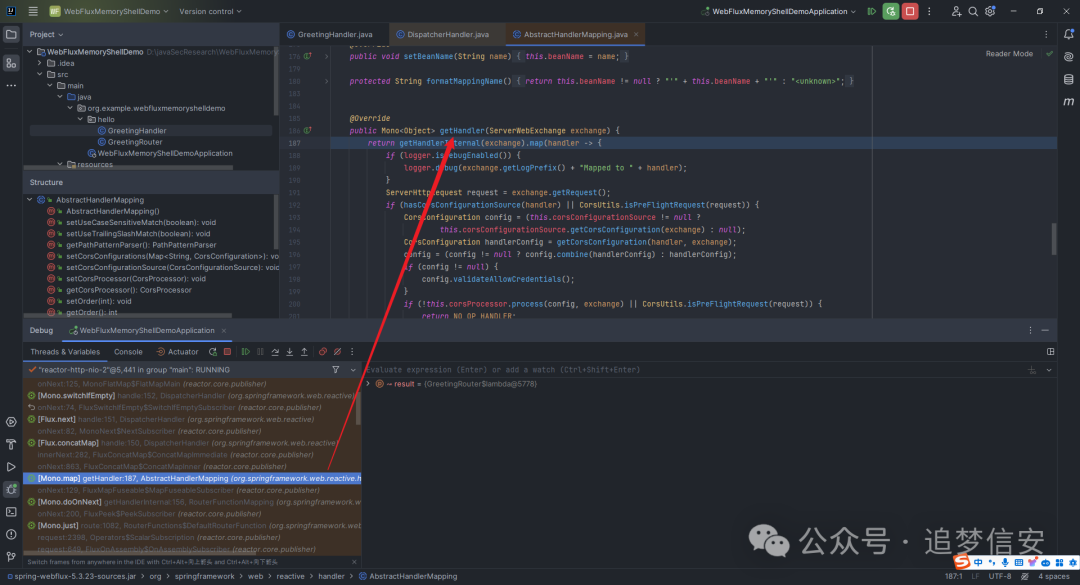 WF WebFluxMemoryShellDemo Version control
WebFluxMemoryShellDemoApplication
Project
GreetingHandler.java DispatcherHandler.java AbstractHandlerMapping.java
WebFluxMemoryShellDemo D:\javaSecResearch\WebFluxM
.idea
src
main
java
org.example.webfluxmemoryshelldemo
hello
GreetingHandler
GreetingRouter
WebFluxMemoryShellDemoApplication
resources
Reader Mode
public void setBeanName(String name) { this.beanName = name; }
protected String formatMappingName() { return this.beanName != null ? "'" + this.beanName + "'" : "<unknown>"; }
@Override
public Mono<Object> getHandler(ServerWebExchange exchange) {
187 return getHandlerInternal(exchange).map(handler -> {
if (logger.isDebugEnabled()) {
logger.debug(exchange.getLogPrefix() + "Mapped to " + handler);
}
ServerHttpRequest request = exchange.getRequest();
if (hasCorsConfigurationSource(handler) || CorsUtils.isPreFlightRequest(request)) {
CorsConfiguration config = (this.corsConfigurationSource != null ?
this.corsConfigurationSource.getCorsConfiguration(exchange) : null);
CorsConfiguration handlerConfig = getCorsConfiguration(handler, exchange);
config = (config != null ? config.combine(handlerConfig) : handlerConfig);
if (config != null) {
config.validateAllowCredentials();
}
if (!this.corsProcessor.process(config, exchange) || CorsUtils.isPreFlightRequest(request)) {
return NO_OP_HANDLER;
Structure
AbstractHandlerMapping
AbstractHandlerMapping()
setUseCaseSensitiveMatch(boolean): void
setUseTrailingSlashMatch(boolean): void
getPathPatternParser(): PathPatternParser
setCorsConfigurations(Map<String, CorsConfiguration>): vo
setCorsConfigurationSource(CorsConfigurationSource): voic
setCorsProcessor(CorsProcessor): void
getCorsProcessor(): CorsProcessor
setOrder(int): void
getOrder(): int
Debug WebFluxMemoryShellDemoApplication
Threads & Variables Console Actuator
"reactor-http-nio-2"@5,441 in group "main": RUNNING
Evaluate expression (Enter) or add a watch (Ctrl+Shift+Enter)
result = {GreetingRouter$lambda@5778}
onNext:125, MonoFlatMap$FlatMapMain (reactor.core.publisher)
[Mono.switchIfEmpty] handle:152, DispatcherHandler (org.springframework.web.reactive)
onNext:74, FluxSwitchIfEmpty$SwitchIfEmptySubscriber (reactor.core.publisher)
[Flux.next] handle:151, DispatcherHandler (org.springframework.web.reactive)
onNext:82, MonoNext$NextSubscriber (reactor.core.publisher)
[Flux.concatMap] handle:150, DispatcherHandler (org.springframework.web.reactive)
innerNext:282, FluxConcatMap$ConcatMapImmediate (reactor.core.publisher)
onNext:863, FluxConcatMap$ConcatMapInner (reactor.core.publisher)
[Mono.map] getHandler:187, AbstractHandlerMapping (org.springframework.web.reactive.h
onNext:129, FluxMapFuseable$MapFuseableSubscriber (reactor.core.publisher)
[Mono.doOnNext] getHandlerInternal:156, RouterFunctionMapping (org.springframework.w
onNext:200, FluxPeek$PeekSubscriber (reactor.core.publisher)
[Mono.just] route:1082, RouterFunctions$DefaultRouterFunction (org.springframework.web
request:2398, Operators$ScalarSubscription (reactor.core.publisher)
request:649, FluxOnAssembly$OnAssemblySubscriber (reactor.core.publisher)
Switch frames from anywhere in the IDE with Ctrl+Alt+向上箭头 and Ctrl+Alt+向下箭头
公众号 · 追梦信安
中
spring-webflux-5.3.23-sources.jar > org > springframework > web > reactive > handler > AbstractHandlerMapping
187:1 LF UTF-8 4 spaces